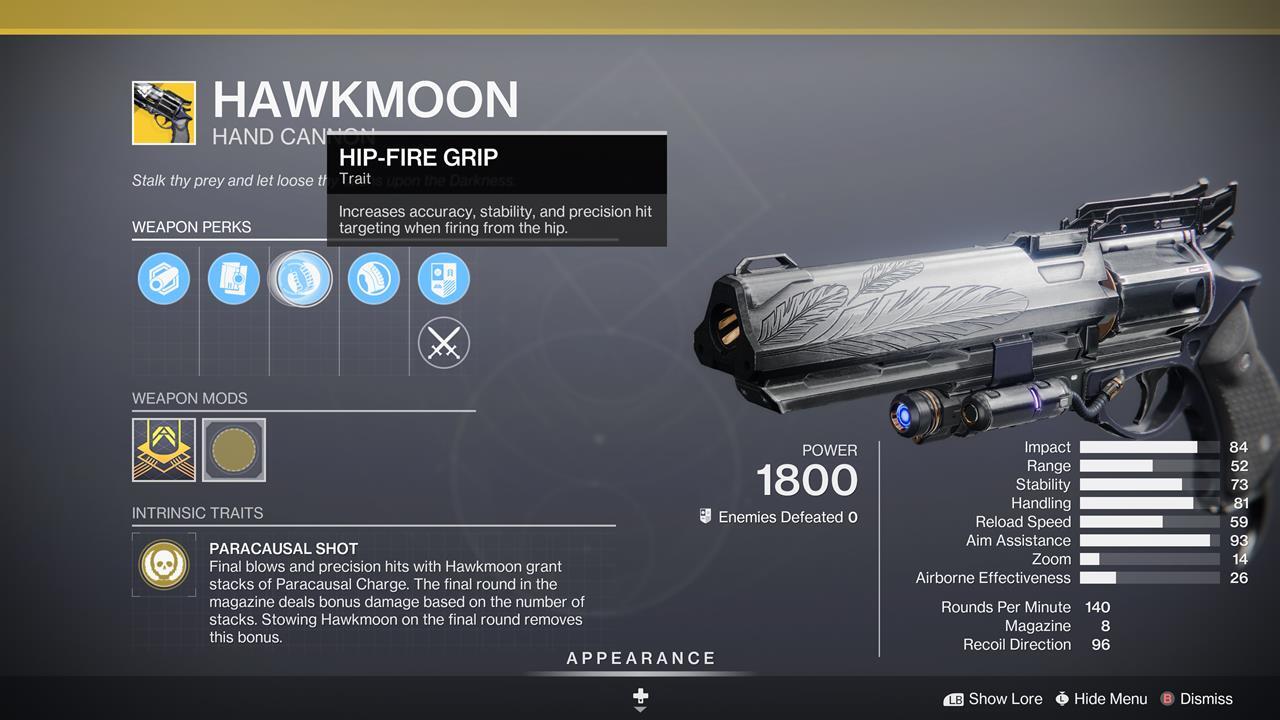 HAWKMOON
HAND CANNON
Stalk thy prey and let loose thy talons upon the Darkness.
HIP-FIRE GRIP
Trait
Increases accuracy, stability, and precision hit
targeting when firing from the hip.
WEAPON PERKS
WEAPON MODS
INTRINSIC TRAITS
PARACAUSAL SHOT
Final blows and precision hits with Hawkmoon grant
stacks of Paracausal Charge. The final round in the
magazine deals bonus damage based on the number of
stacks. Stowing Hawkmoon on the final round removes
this bonus.
POWER
1800
Enemies Defeated 0
Impact 84
Range 52
Stability 73
Handling 81
Reload Speed 59
Aim Assistance 93
Zoom 14
Airborne Effectiveness 26
Rounds Per Minute 140
Magazine 8
Recoil Direction 96
APPEARANCE
LB Show Lore L Hide Menu B Dismiss